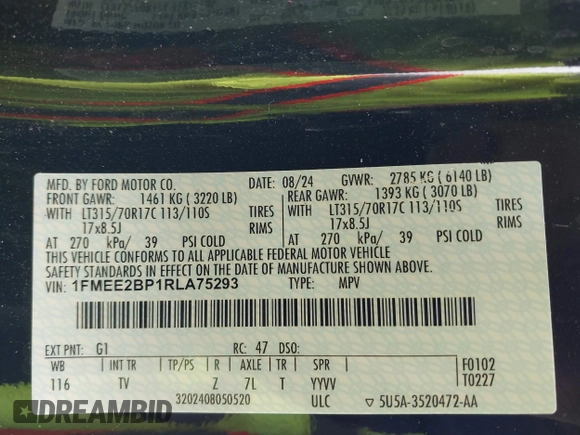 MFD. BY FORD MOTOR CO. DATE: 08/24 GVWR: 2785 KG ( 6140 LB)
FRONT GAWR: 1461 KG ( 3220 LB) REAR GAWR: 1393 KG ( 3070 LB)
WITH LT315/70R17C 113/110S TIRES WITH LT315/70R17C 113/110S TIRES
17x8.5J RIMS 17x8.5J RIMS
AT 270 kPa/ 39 PSI COLD AT 270 kPa/ 39 PSI COLD
THIS VEHICLE CONFORMS TO ALL APPLICABLE FEDERAL MOTOR VEHICLE
SAFETY STANDARDS IN EFFECT ON THE DATE OF MANUFACTURE SHOWN ABOVE.
VIN: 1FMEE2BP1RLA75293 TYPE: MPV
EXT PNT: G1 RC: 47 DSO:
WB INT TR TP/PS R AXLE TR SPR F0102
116 TV Z 7L T YYVV T0227
3202408050520 ULC ▽ 5U5A-3520472-AA
DREAMBID